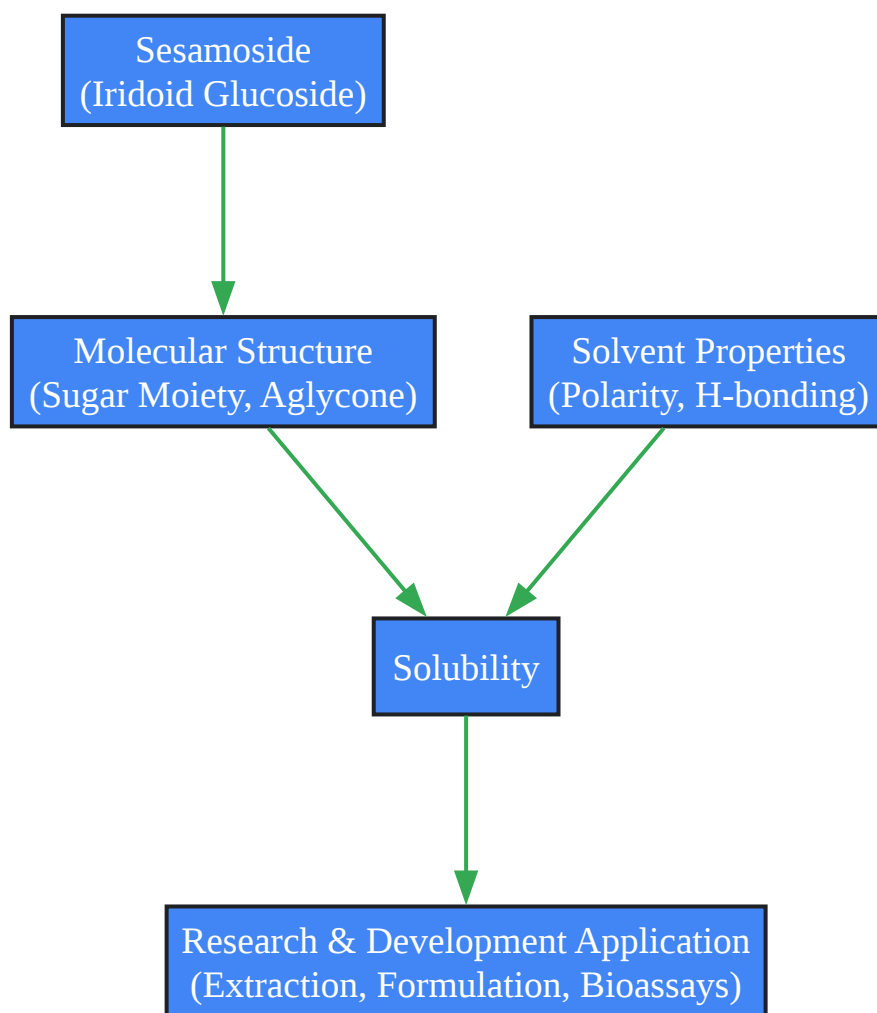 Sesamoside
(Iridoid Glucoside)
Molecular Structure
(Sugar Moiety, Aglycone)
Solvent Properties
(Polarity, H-bonding)
Solubility
Research & Development Application
(Extraction, Formulation, Bioassays)